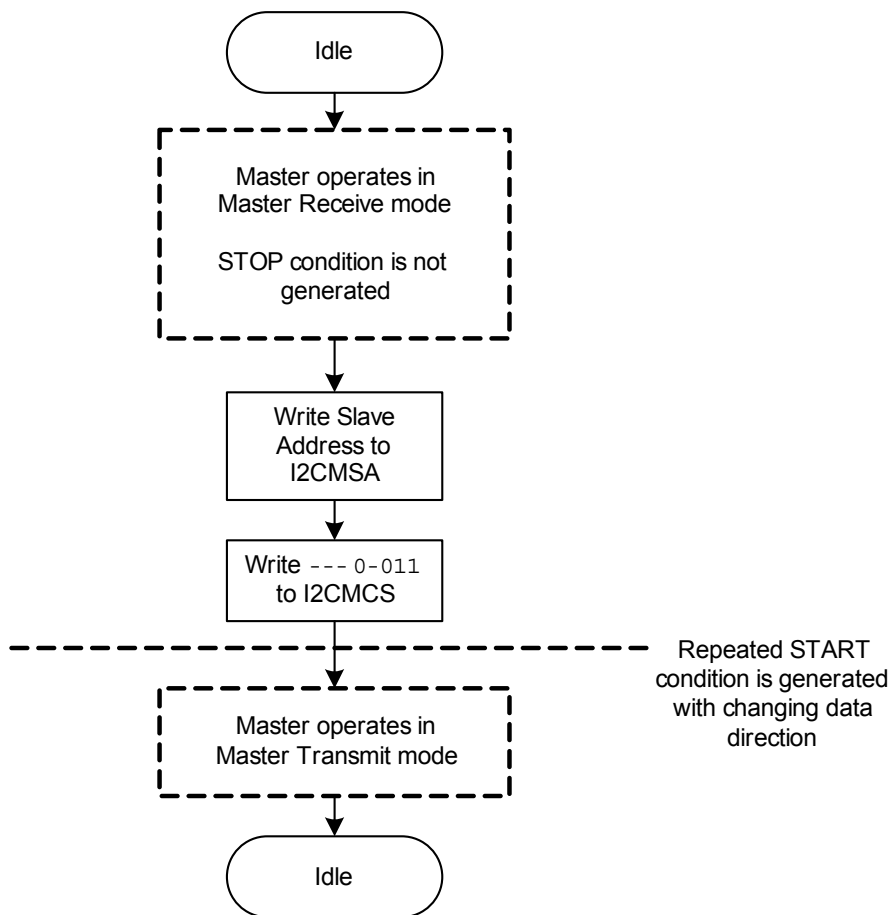 Idle
Master operates in
Master Receive mode
STOP condition is not
generated
Write Slave
Address to
I2CMSA
Write --- 0-011
to I2CMCS
Repeated START
condition is generated
with changing data
direction
Master operates in
Master Transmit mode
Idle